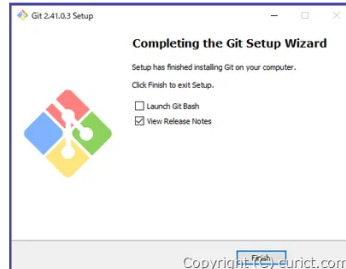 Git 2.41.0.3 Setup
Completing the Git Setup Wizard
Setup has finished installing Git on your computer.
Click Finish to exit Setup.
Launch Git Bash
View Release Notes
Finish
Copyright (C) eurict.com